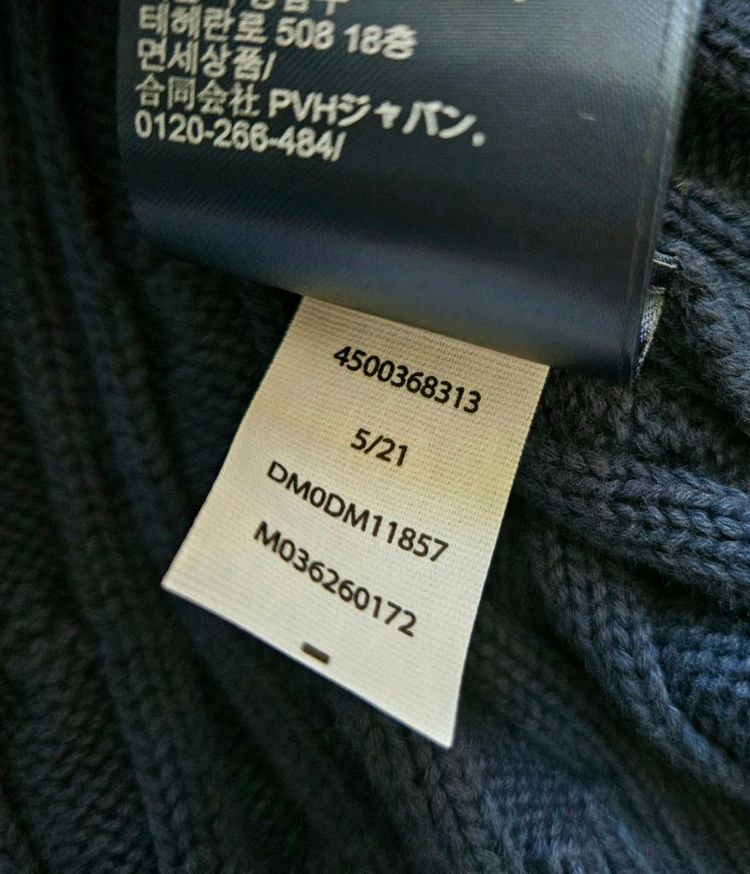 테헤란로 508 18층
면세상품/
合同会社 PVHジャパン,
0120-266-484/
4500368313
5/21
DM0DM11857
M036260172